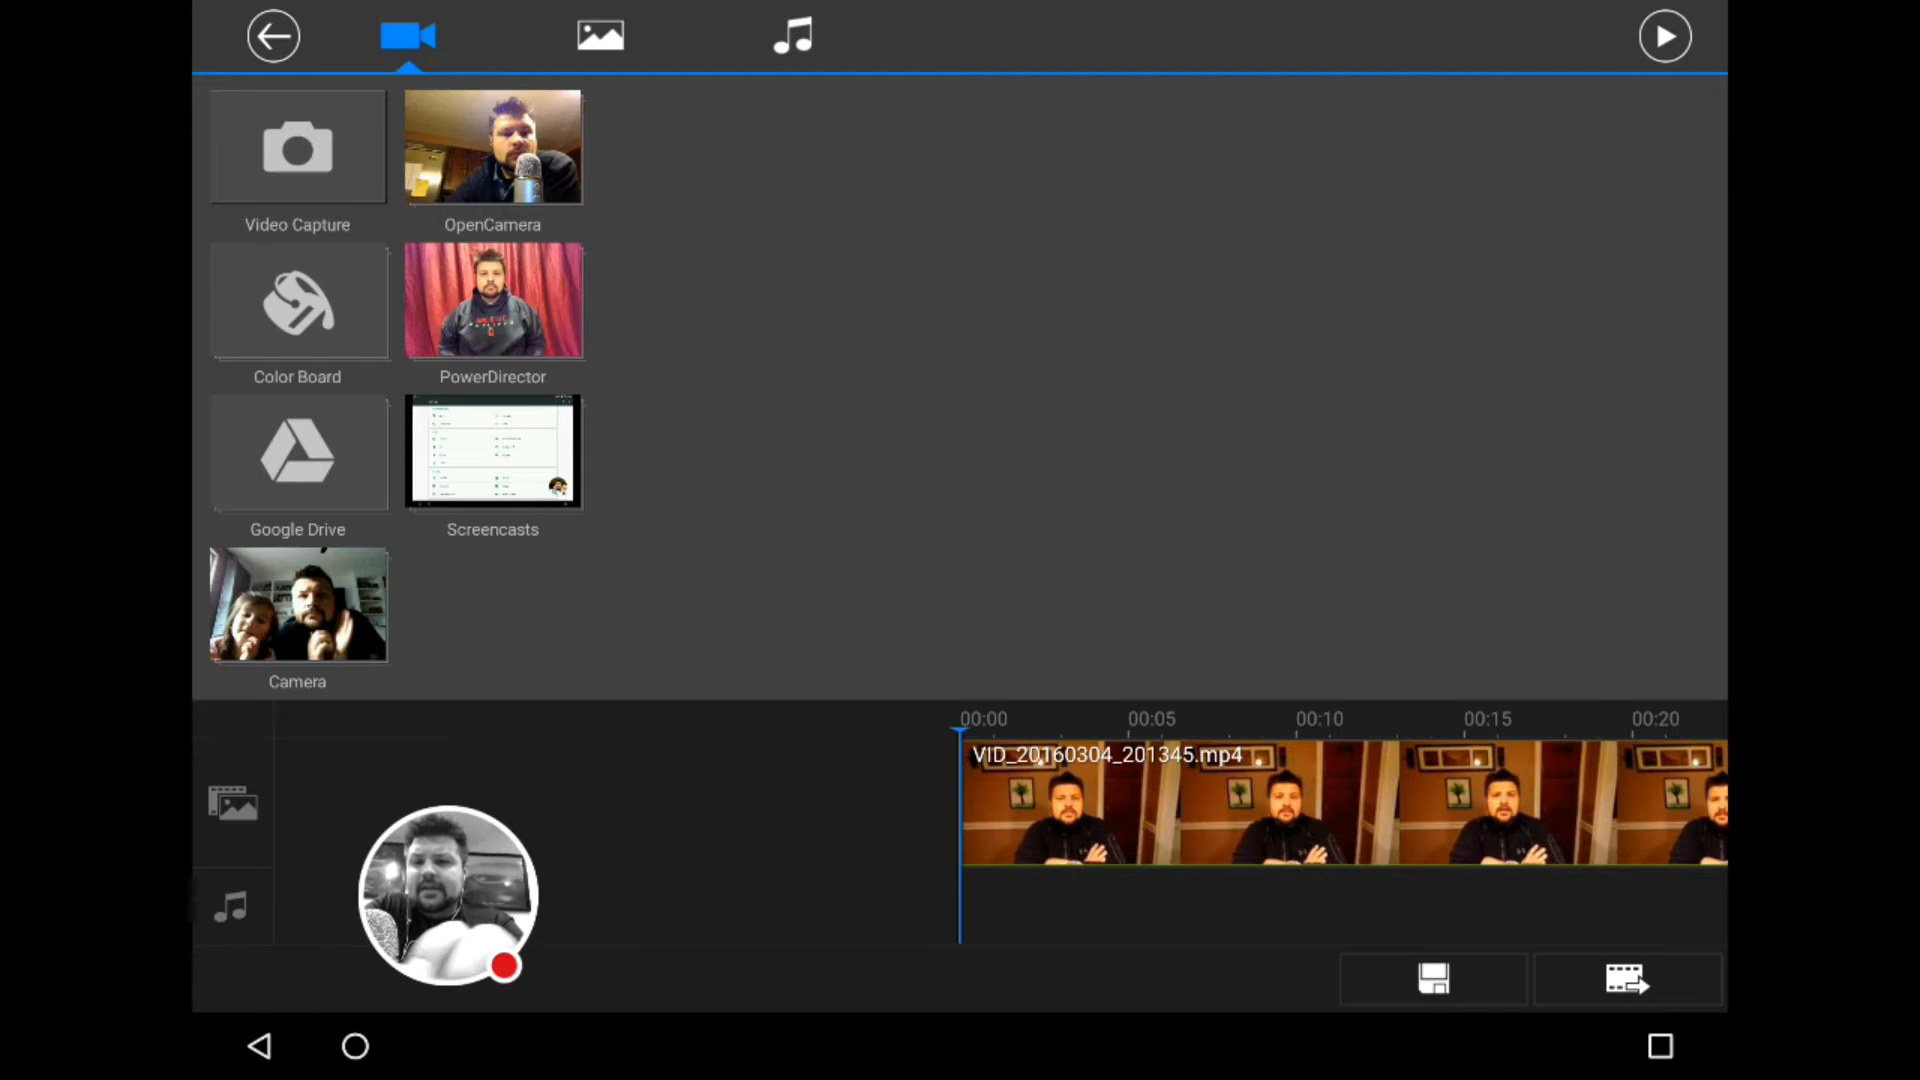 Video Capture
OpenCamera
Color Board
PowerDirector
Google Drive
Screencasts
Camera
00:00
00:05
00:10
00:15
00:20
VID_20160304_201345.mp4